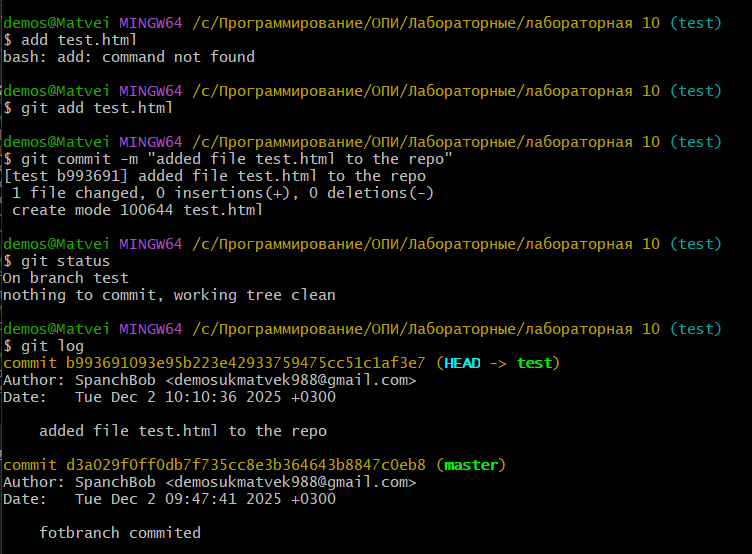 demos@Matvei MINGW64 /c/Программирование/ОПИ/Лабораторные/лабораторная 10 (test)
$ add test.html
bash: add: command not found
demos@Matvei MINGW64 /c/Программирование/ОПИ/Лабораторные/лабораторная 10 (test)
$ git add test.html
demos@Matvei MINGW64 /c/Программирование/ОПИ/Лабораторные/лабораторная 10 (test)
$ git commit -m "added file test.html to the repo"
[test b993691] added file test.html to the repo
1 file changed, 0 insertions(+), 0 deletions(-)
create mode 100644 test.html
demos@Matvei MINGW64 /c/Программирование/ОПИ/Лабораторные/лабораторная 10 (test)
$ git status
On branch test
nothing to commit, working tree clean
demos@Matvei MINGW64 /c/Программирование/ОПИ/Лабораторные/лабораторная 10 (test)
$ git log
commit b993691093e95b223e42933759475cc51c1af3e7 (HEAD -> test)
Author: SpanchBob <demosukmatvek988@gmail.com>
Date:   Tue Dec 2 10:10:36 2025 +0300
added file test.html to the repo
commit d3a029f0ff0db7f735cc8e3b364643b8847c0eb8 (master)
Author: SpanchBob <demosukmatvek988@gmail.com>
Date:   Tue Dec 2 09:47:41 2025 +0300
fotbranch commited